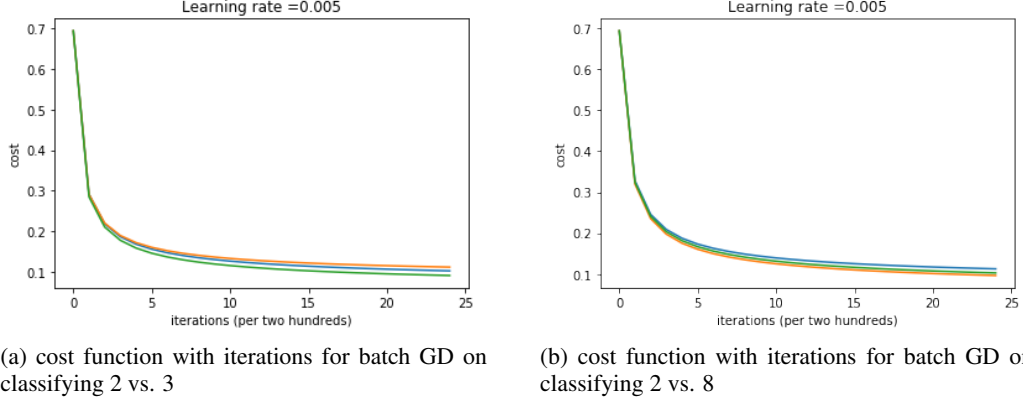 Learning rate =0.005
0.7
0.6
0.5
0.4
0.3
0.2
0.1
cost
0 5 10 15 20 25
iterations (per two hundreds)
(a) cost function with iterations for batch GD on
classifying 2 vs. 3
Learning rate =0.005
0.7
0.6
0.5
0.4
0.3
0.2
0.1
cost
0 5 10 15 20 25
iterations (per two hundreds)
(b) cost function with iterations for batch GD
classifying 2 vs. 8